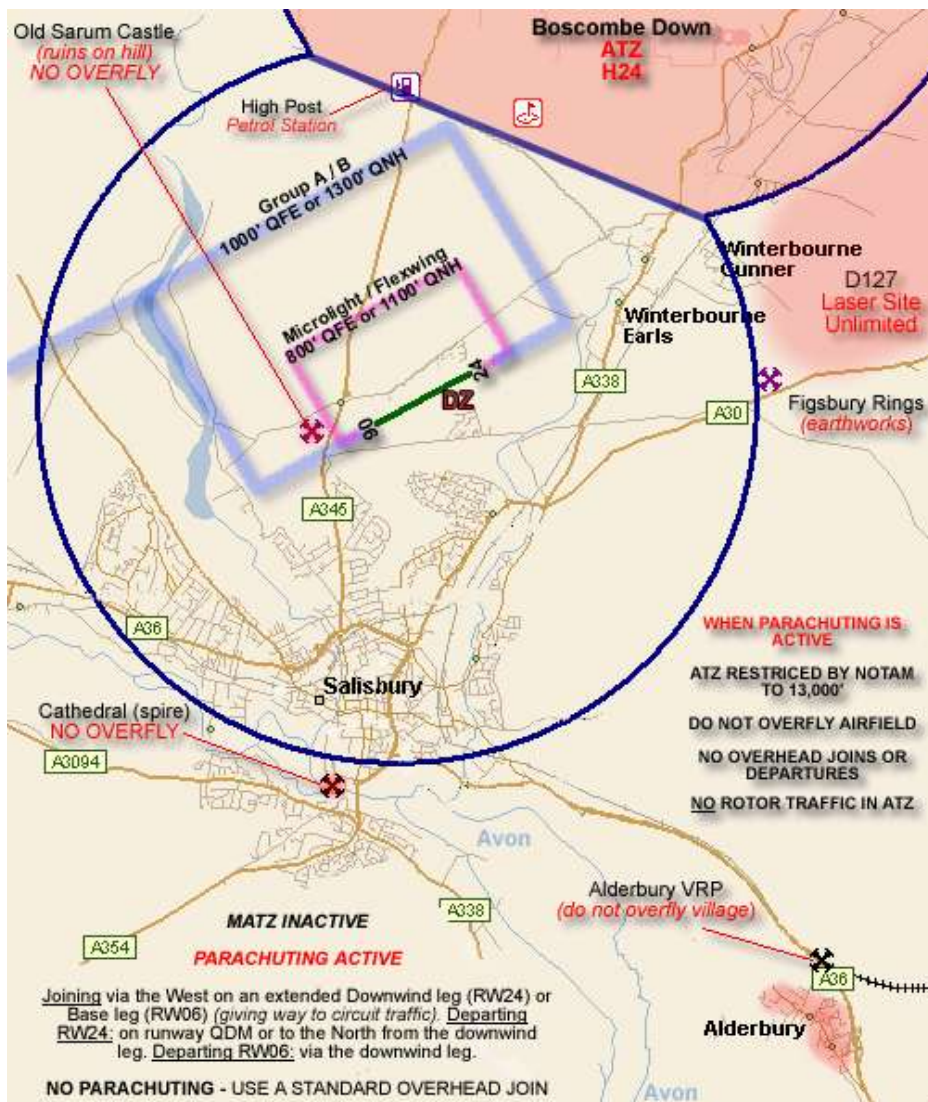 Old Sarum Castle
(ruins on hill)
NO OVERFLY
Boscombe Down
ATZ
H24
High Post
Petrol Station
Group A / B
1000' QFE or 1300' QNH
Microlight / Flexwing
800' QFE or 1100' QNH
Winterbourne
Gunner
D127
Laser Site
Unlimited
Winterbourne
Earls
24
DZ
06
A338
A30
Figsbury Rings
(earthworks)
A345
A36
WHEN PARACHUTING IS
ACTIVE
ATZ RESTRICED BY NOTAM
TO 13,000'
DO NOT OVERFLY AIRFIELD
NO OVERHEAD JOINS OR
DEPARTURES
NO ROTOR TRAFFIC IN ATZ
Salisbury
Cathedral (spire)
NO OVERFLY
A3094
Avon
Alderbury VRP
(do not overfly village)
A338
A354
A36
Alderbury
MATZ INACTIVE
PARACHUTING ACTIVE
Joining via the West on an extended Downwind leg (RW24) or
Base leg (RW06) (giving way to circuit traffic). Departing
RW24: on runway QDM or to the North from the downwind
leg. Departing RW06: via the downwind leg.
NO PARACHUTING - USE A STANDARD OVERHEAD JOIN
Avon